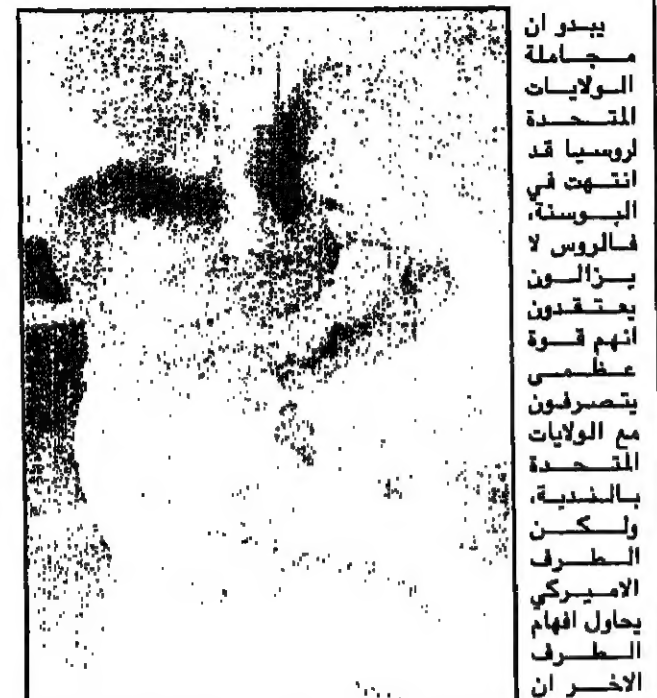 يبدو ان
مجاملة
الولايات
المتحدة
لروسيا قد
انتهت في
البوسنة،
فالروس لا
يزالون
يعتقدون
انهم قوة
عظمى
يتصرفون
مع الولايات
المتحدة
بالندية،
ولكن
الطرف
الاميركي
يحاول افهام
الطرف
الاخر ان